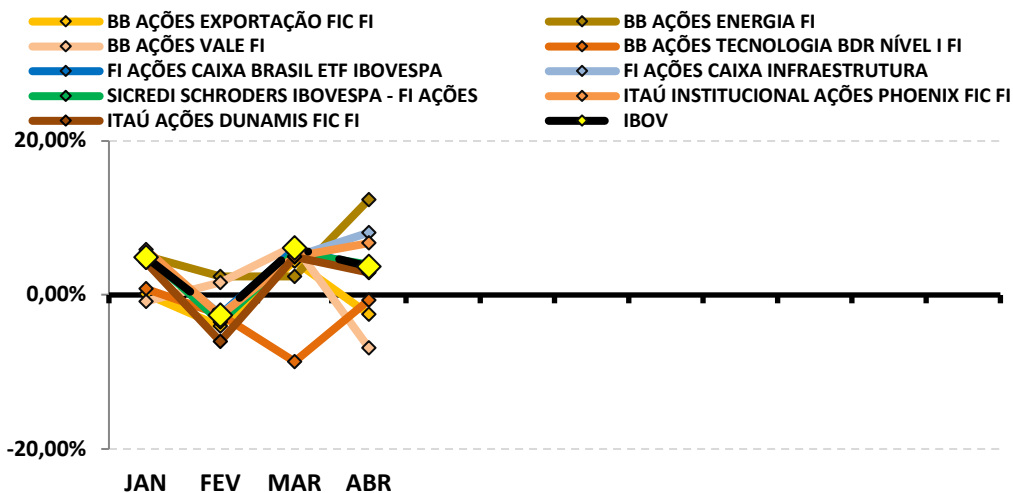 BB AÇÕES EXPORTAÇÃO FIC FI
BB AÇÕES ENERGIA FI
BB AÇÕES VALE FI
BB AÇÕES TECNOLOGIA BDR NÍVEL I FI
FI AÇÕES CAIXA BRASIL ETF IBOVESPA
FI AÇÕES CAIXA INFRAESTRUTURA
SICREDI SCHRODERS IBOVESPA - FI AÇÕES
ITAÚ INSTITUCIONAL AÇÕES PHOENIX FIC FI
ITAÚ AÇÕES DUNAMIS FIC FI
IBOV
20,00%
0,00%
-20,00%
JAN FEV MAR ABR